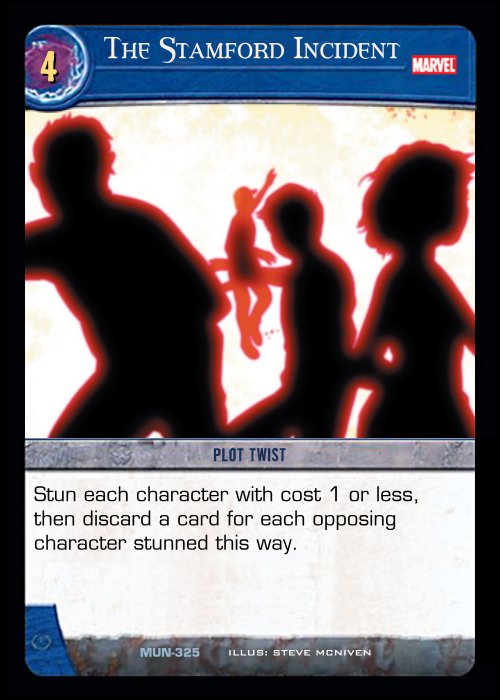 4
THE STAMFORD INCIDENT
MARVEL
PLOT TWIST
Stun each character with cost 1 or less,
then discard a card for each opposing
character stunned this way.
MUN-325 ILLUS: STEVE MCNIVEN